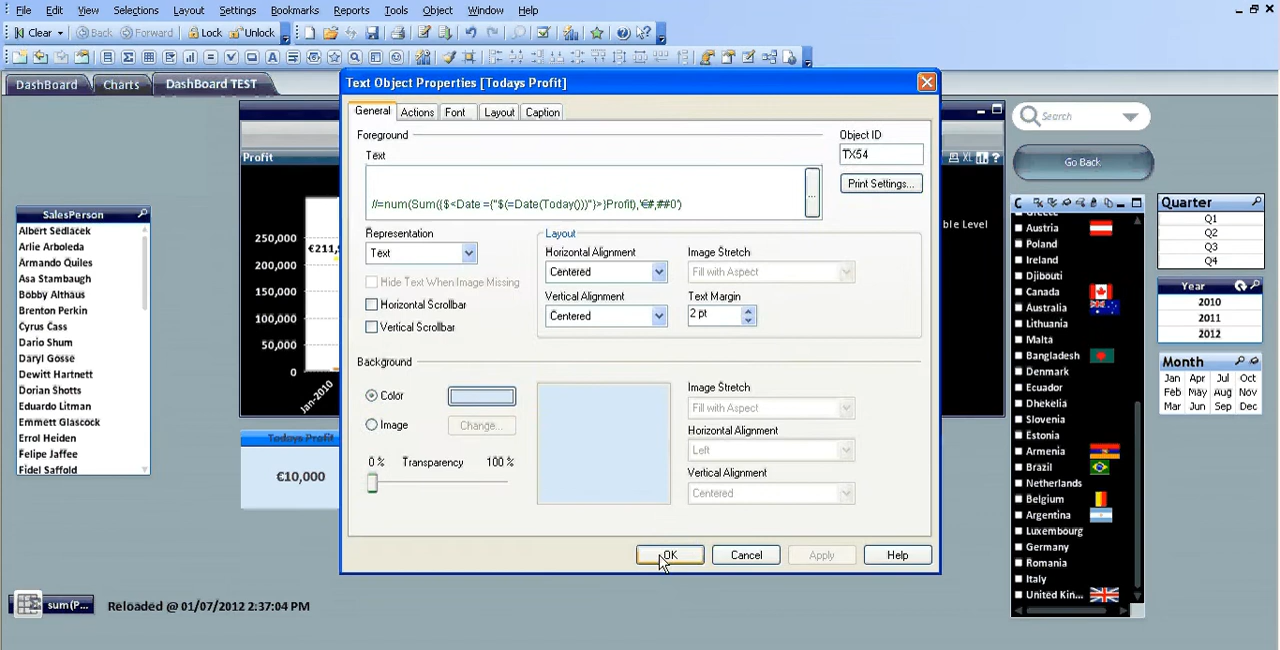 File Edit View Selections Layout Settings Bookmarks Reports Tools Object Window Help
Clear Back Forward Lock Unlock
DashBoard Charts DashBoard TEST
Text Object Properties [Todays Profit]
General Actions Font Layout Caption
Foreground
Text
//=num(Sum({$<Date ={"$(=Date(Today()))"}>}Profit),'€#,##0')
...
Object ID
TX54
Print Settings...
Representation
Text
Hide Text When Image Missing
Horizontal Scrollbar
Vertical Scrollbar
Layout
Horizontal Alignment
Centered
Vertical Alignment
Centered
Image Stretch
Fill with Aspect
Text Margin
2 pt
Background
Color
Image
Change...
0 % Transparency 100 %
Image Stretch
Fill with Aspect
Horizontal Alignment
Left
Vertical Alignment
Centered
OK Cancel Apply Help
SalesPerson
Albert Sedlacek
Arlie Arboleda
Armando Quiles
Asa Stambaugh
Bobby Althaus
Brenton Perkin
Cyrus Cass
Dario Shum
Daryl Gosse
Dewitt Hartnett
Dorian Shotts
Eduardo Litman
Emmett Glascock
Errol Heiden
Felipe Jaffee
Fidel Saffold
Profit
250,000
200,000
150,000
100,000
50,000
0
€211,
Jan-2010
XL ?
ble Level
Todays Profit
€10,000
sum(P...
Reloaded @ 01/07/2012 2:37:04 PM
Search
Go Back
C
Greece
Austria
Poland
Ireland
Djibouti
Canada
Australia
Lithuania
Malta
Bangladesh
Denmark
Ecuador
Dhekelia
Slovenia
Estonia
Armenia
Brazil
Netherlands
Belgium
Argentina
Luxembourg
Germany
Romania
Italy
United Kin...
Quarter
Q1
Q2
Q3
Q4
Year
2010
2011
2012
Month
Jan Apr Jul Oct
Feb May Aug Nov
Mar Jun Sep Dec